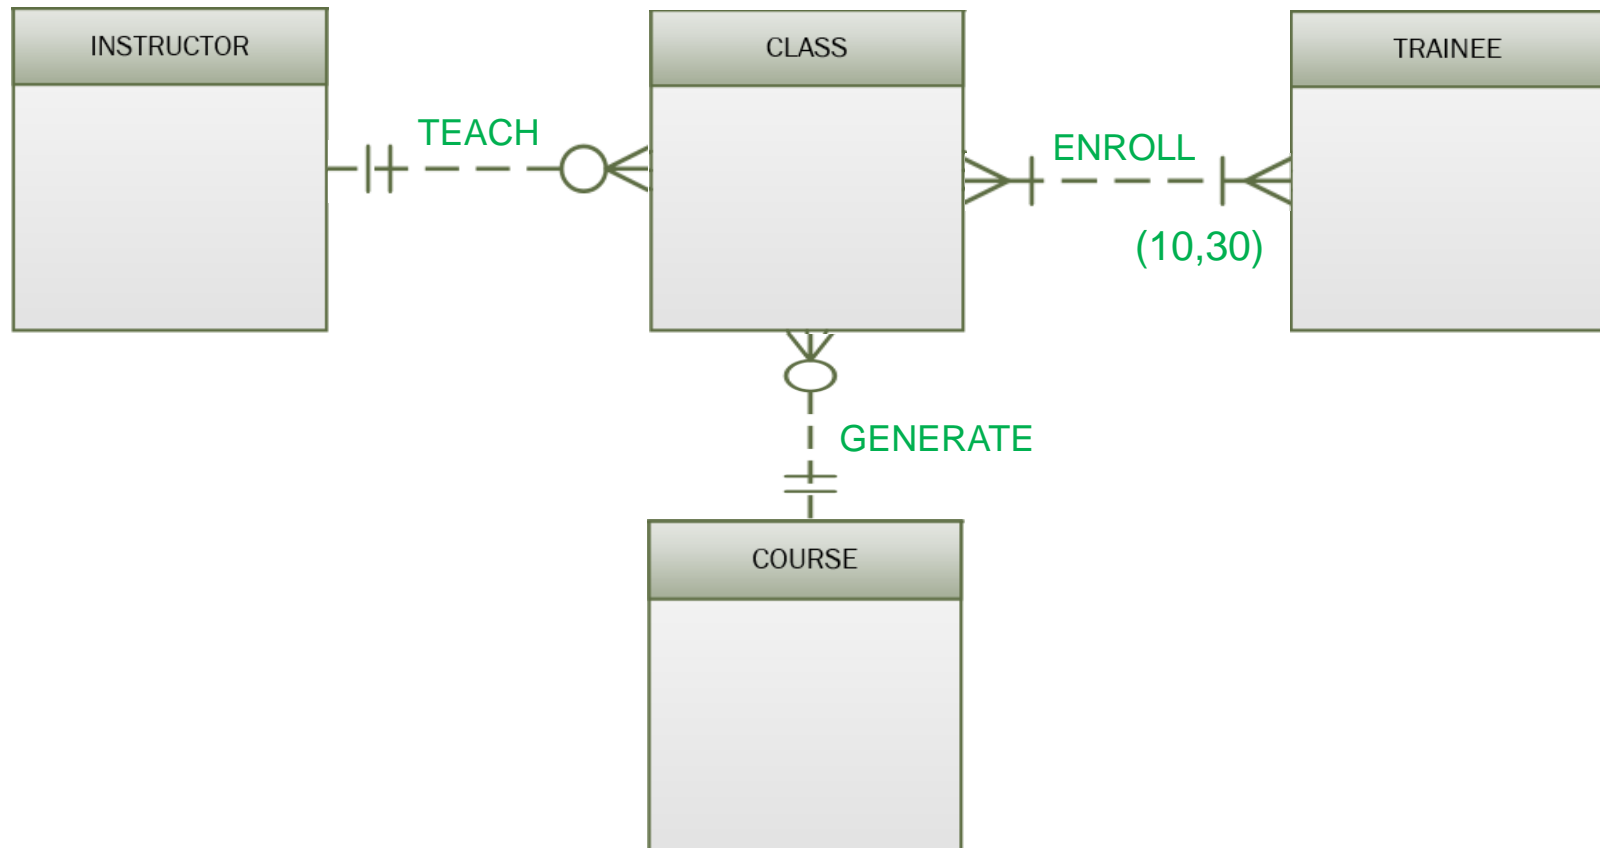 INSTRUCTOR
CLASS
TRAINEE
TEACH
ENROLL
(10,30)
GENERATE
COURSE